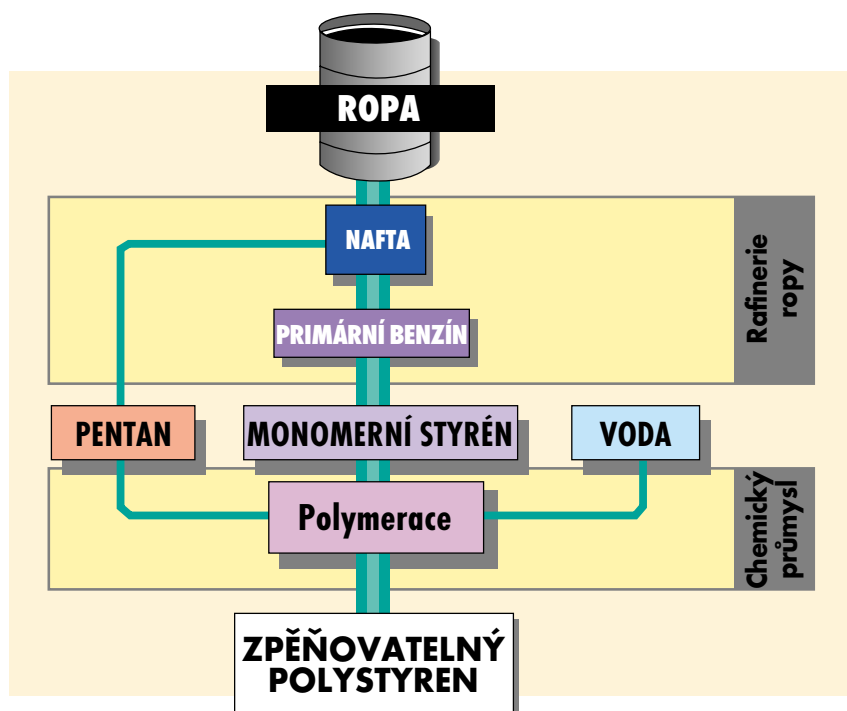 ROPA
NAFTA
PRIMÁRNÍ BENZÍN
Rafinerie
ropy
PENTAN
MONOMERNÍ STYRÉN
VODA
Polymerace
Chemický
průmysl
ZPĚŇOVATELNÝ
POLYSTYREN